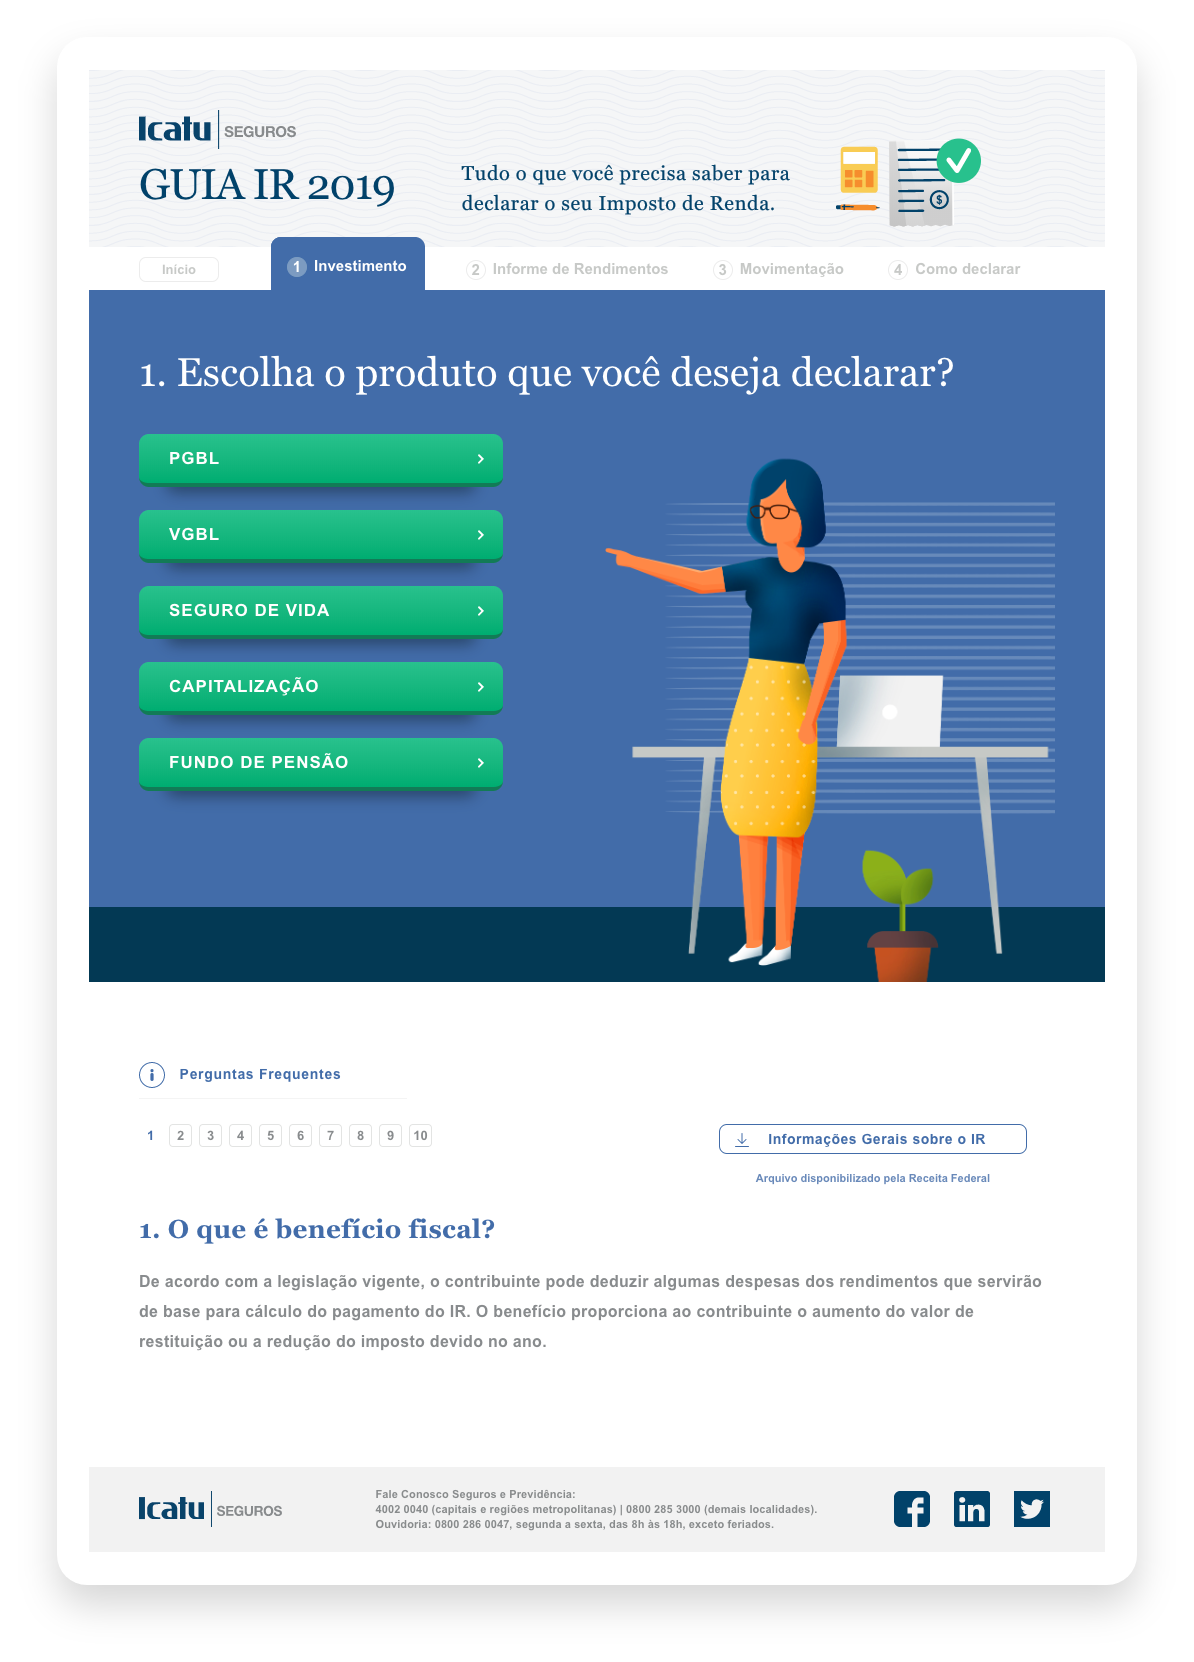 Icatu SEGUROS
GUIA IR 2019
Tudo o que você precisa saber para
declarar o seu Imposto de Renda.
$
Início
1 Investimento
2 Informe de Rendimentos
3 Movimentação
4 Como declarar
1. Escolha o produto que você deseja declarar?
PGBL
VGBL
SEGURO DE VIDA
CAPITALIZAÇÃO
FUNDO DE PENSÃO
i Perguntas Frequentes
1 2 3 4 5 6 7 8 9 10
Informações Gerais sobre o IR
Arquivo disponibilizado pela Receita Federal
1. O que é benefício fiscal?
De acordo com a legislação vigente, o contribuinte pode deduzir algumas despesas dos rendimentos que servirão
de base para cálculo do pagamento do IR. O benefício proporciona ao contribuinte o aumento do valor de
restituição ou a redução do imposto devido no ano.
Icatu SEGUROS
Fale Conosco Seguros e Previdência:
4002 0040 (capitais e regiões metropolitanas) | 0800 285 3000 (demais localidades).
Ouvidoria: 0800 286 0047, segunda a sexta, das 8h às 18h, exceto feriados.
f in